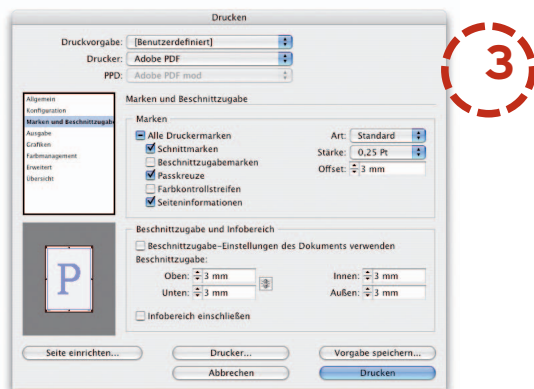 Drucken
Druckvorgabe: [Benutzerdefiniert]
Drucker: Adobe PDF
PPD: Adobe PDF mod
3
Allgemein
Konfiguration
Marken und Beschnittzugabe
Ausgabe
Grafiken
Farbmanagement
Erweitert
Übersicht
Marken und Beschnittzugabe
Marken
Alle Druckermarken
Schnittmarken
Beschnittzugabemarken
Passkreuze
Farbkontrollstreifen
Seiteninformationen
Art: Standard
Stärke: 0,25 Pt
Offset: 3 mm
Beschnittzugabe und Infobereich
Beschnittzugabe-Einstellungen des Dokuments verwenden
Beschnittzugabe:
Oben: 3 mm Innen: 3 mm
Unten: 3 mm Außen: 3 mm
Infobereich einschließen
P
Seite einrichten... Drucker... Vorgabe speichern...
Abbrechen Drucken